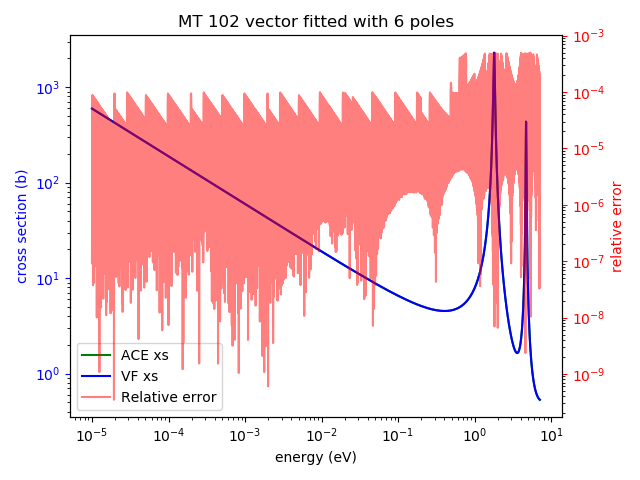 MT 102 vector fitted with 6 poles
cross section (b)
10³
10²
10¹
10⁰
10⁻³
10⁻⁴
10⁻⁵
10⁻⁶
10⁻⁷
10⁻⁸
10⁻⁹
relative error
ACE xs
VF xs
Relative error
10⁻⁵ 10⁻⁴ 10⁻³ 10⁻² 10⁻¹ 10⁰ 10¹
energy (eV)